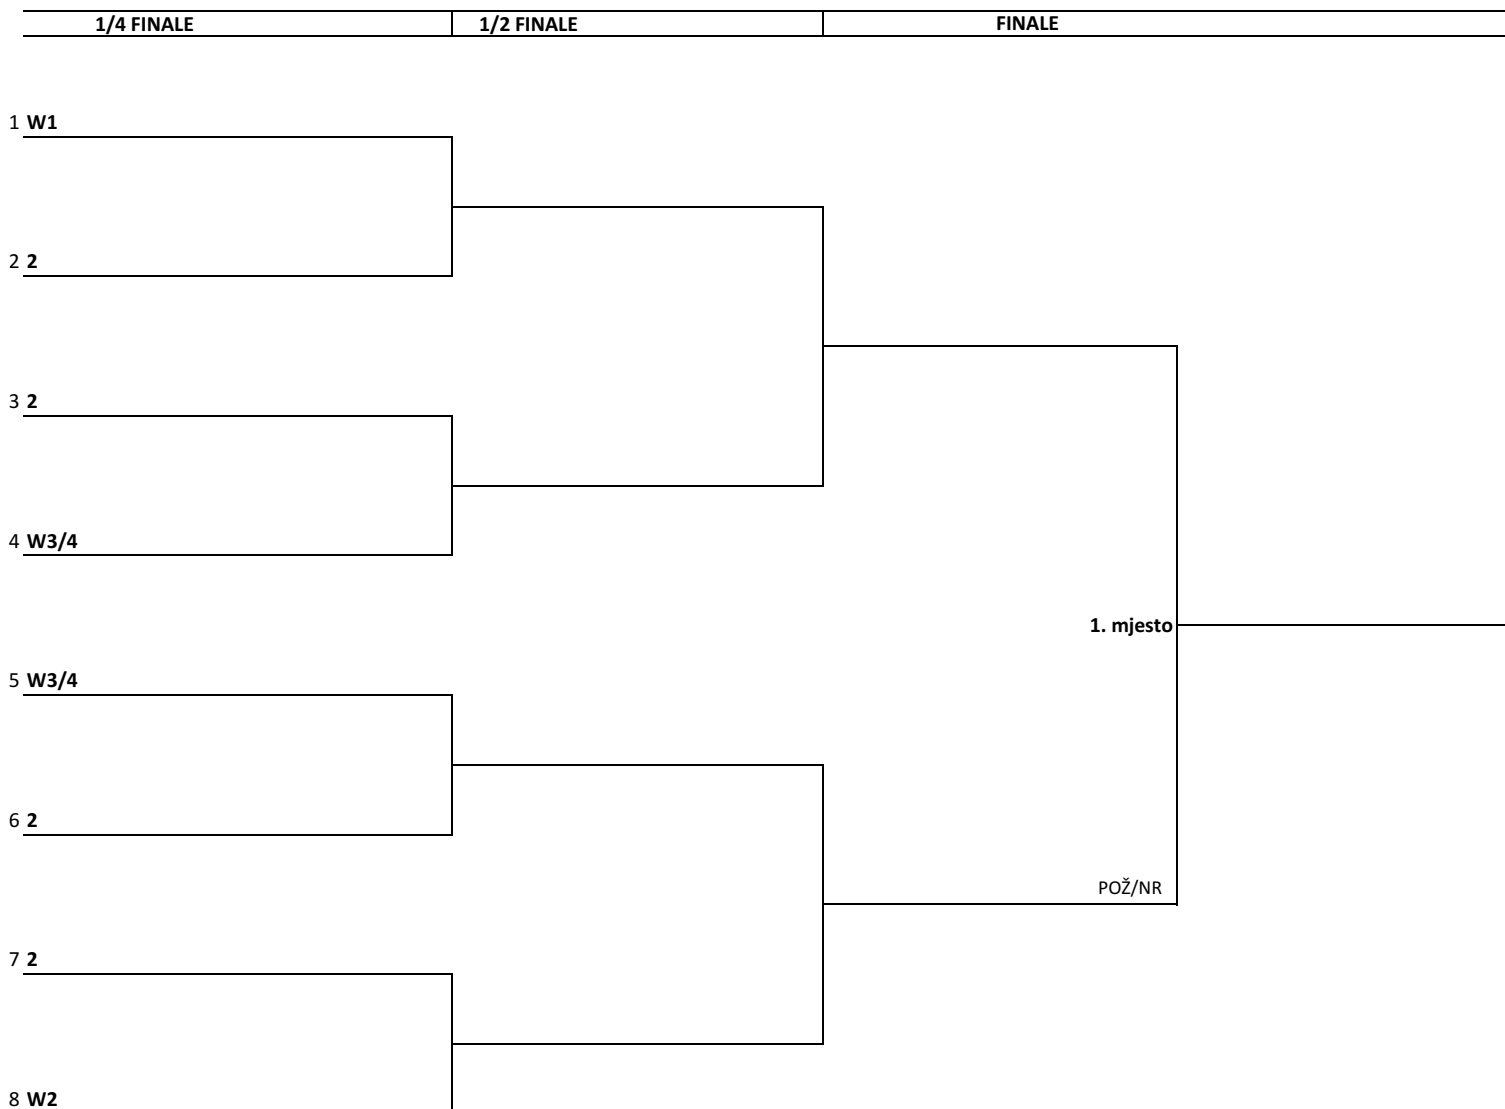 1/4 FINALE 1/2 FINALE FINALE
1 W1
2 2
3 2
4 W3/4
1. mjesto
5 W3/4
6 2
POŽ/NR
7 2
8 W2